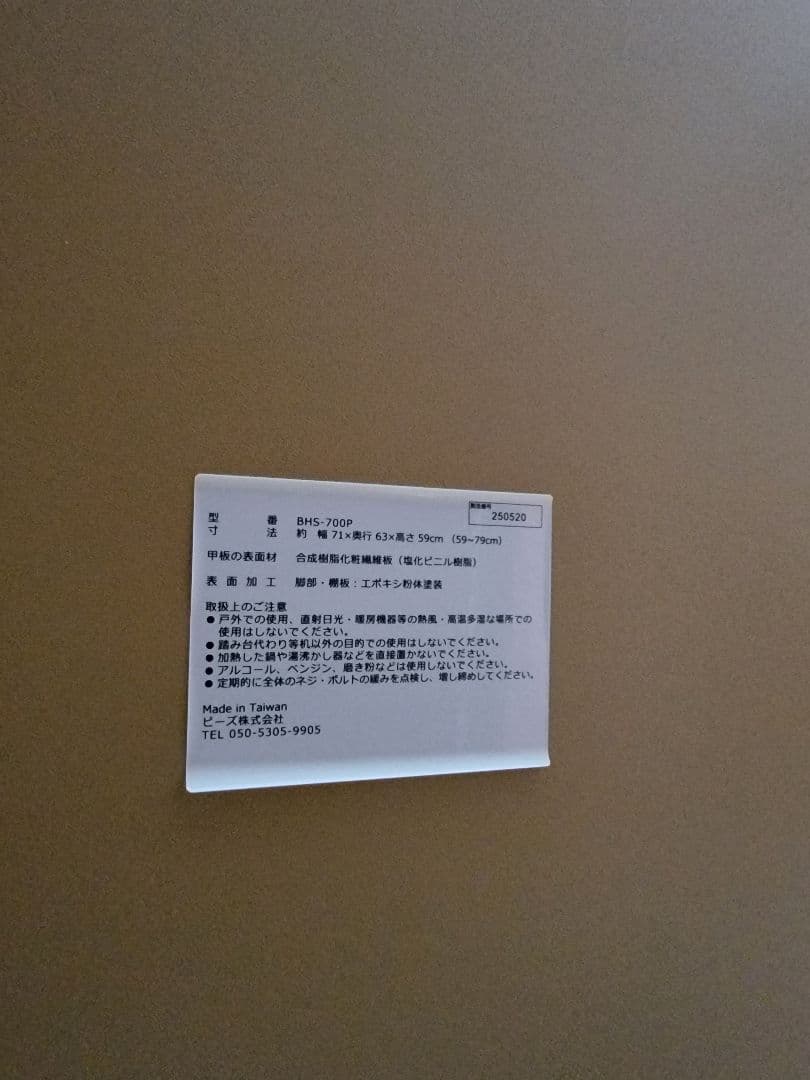 製造番号
250520
型 番 BHS-700P
寸 法 約 幅 71×奥行 63×高さ 59cm （59~79cm）
甲板の表面材 合成樹脂化粧繊維板（塩化ビニル樹脂）
表面加工 脚部・棚板：エポキシ粉体塗装
取扱上のご注意
● 戸外での使用、直射日光・暖房機器等の熱風・高温多湿な場所での
使用はしないでください。
● 踏み台代わり等机以外の目的での使用はしないでください。
● 加熱した鍋や湯沸かし器などを直接置かないでください。
● アルコール、ベンジン、磨き粉などは使用しないでください。
● 定期的に全体のネジ・ボルトの緩みを点検し、増し締めしてください。
Made in Taiwan
ビーズ株式会社
TEL 050-5305-9905